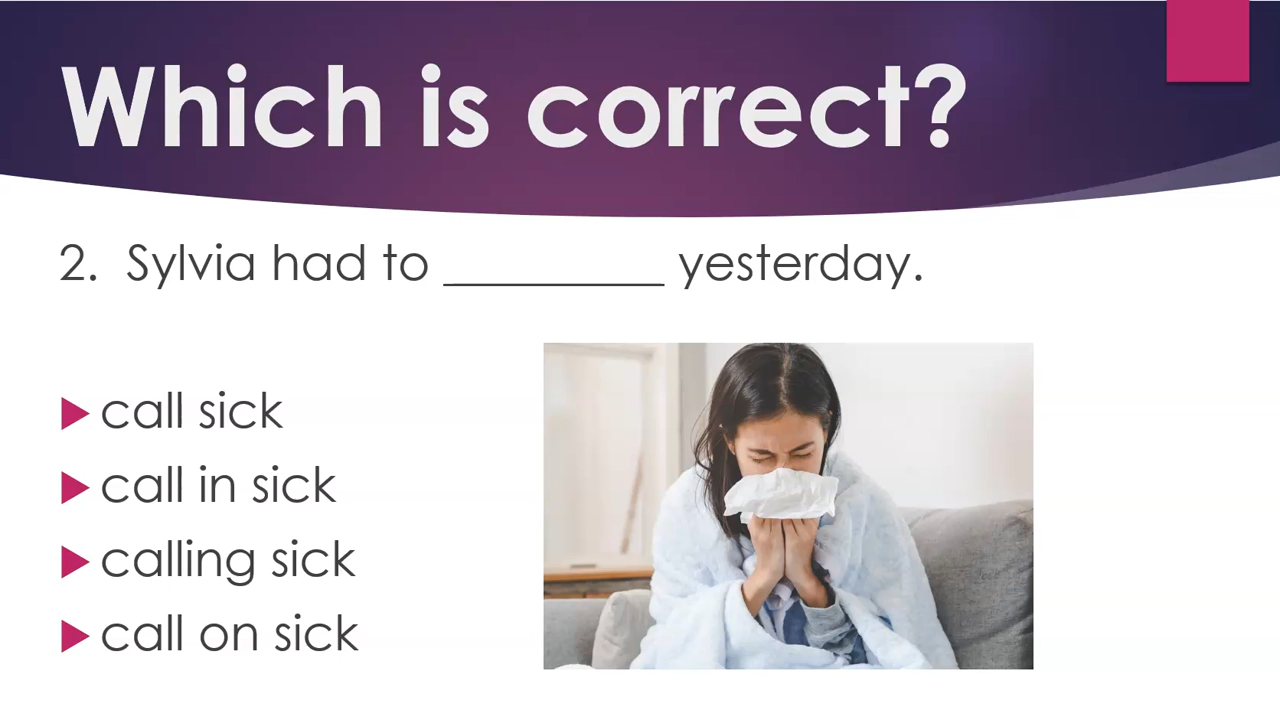 Which is correct?
2. Sylvia had to _________ yesterday.
call sick
call in sick
calling sick
call on sick